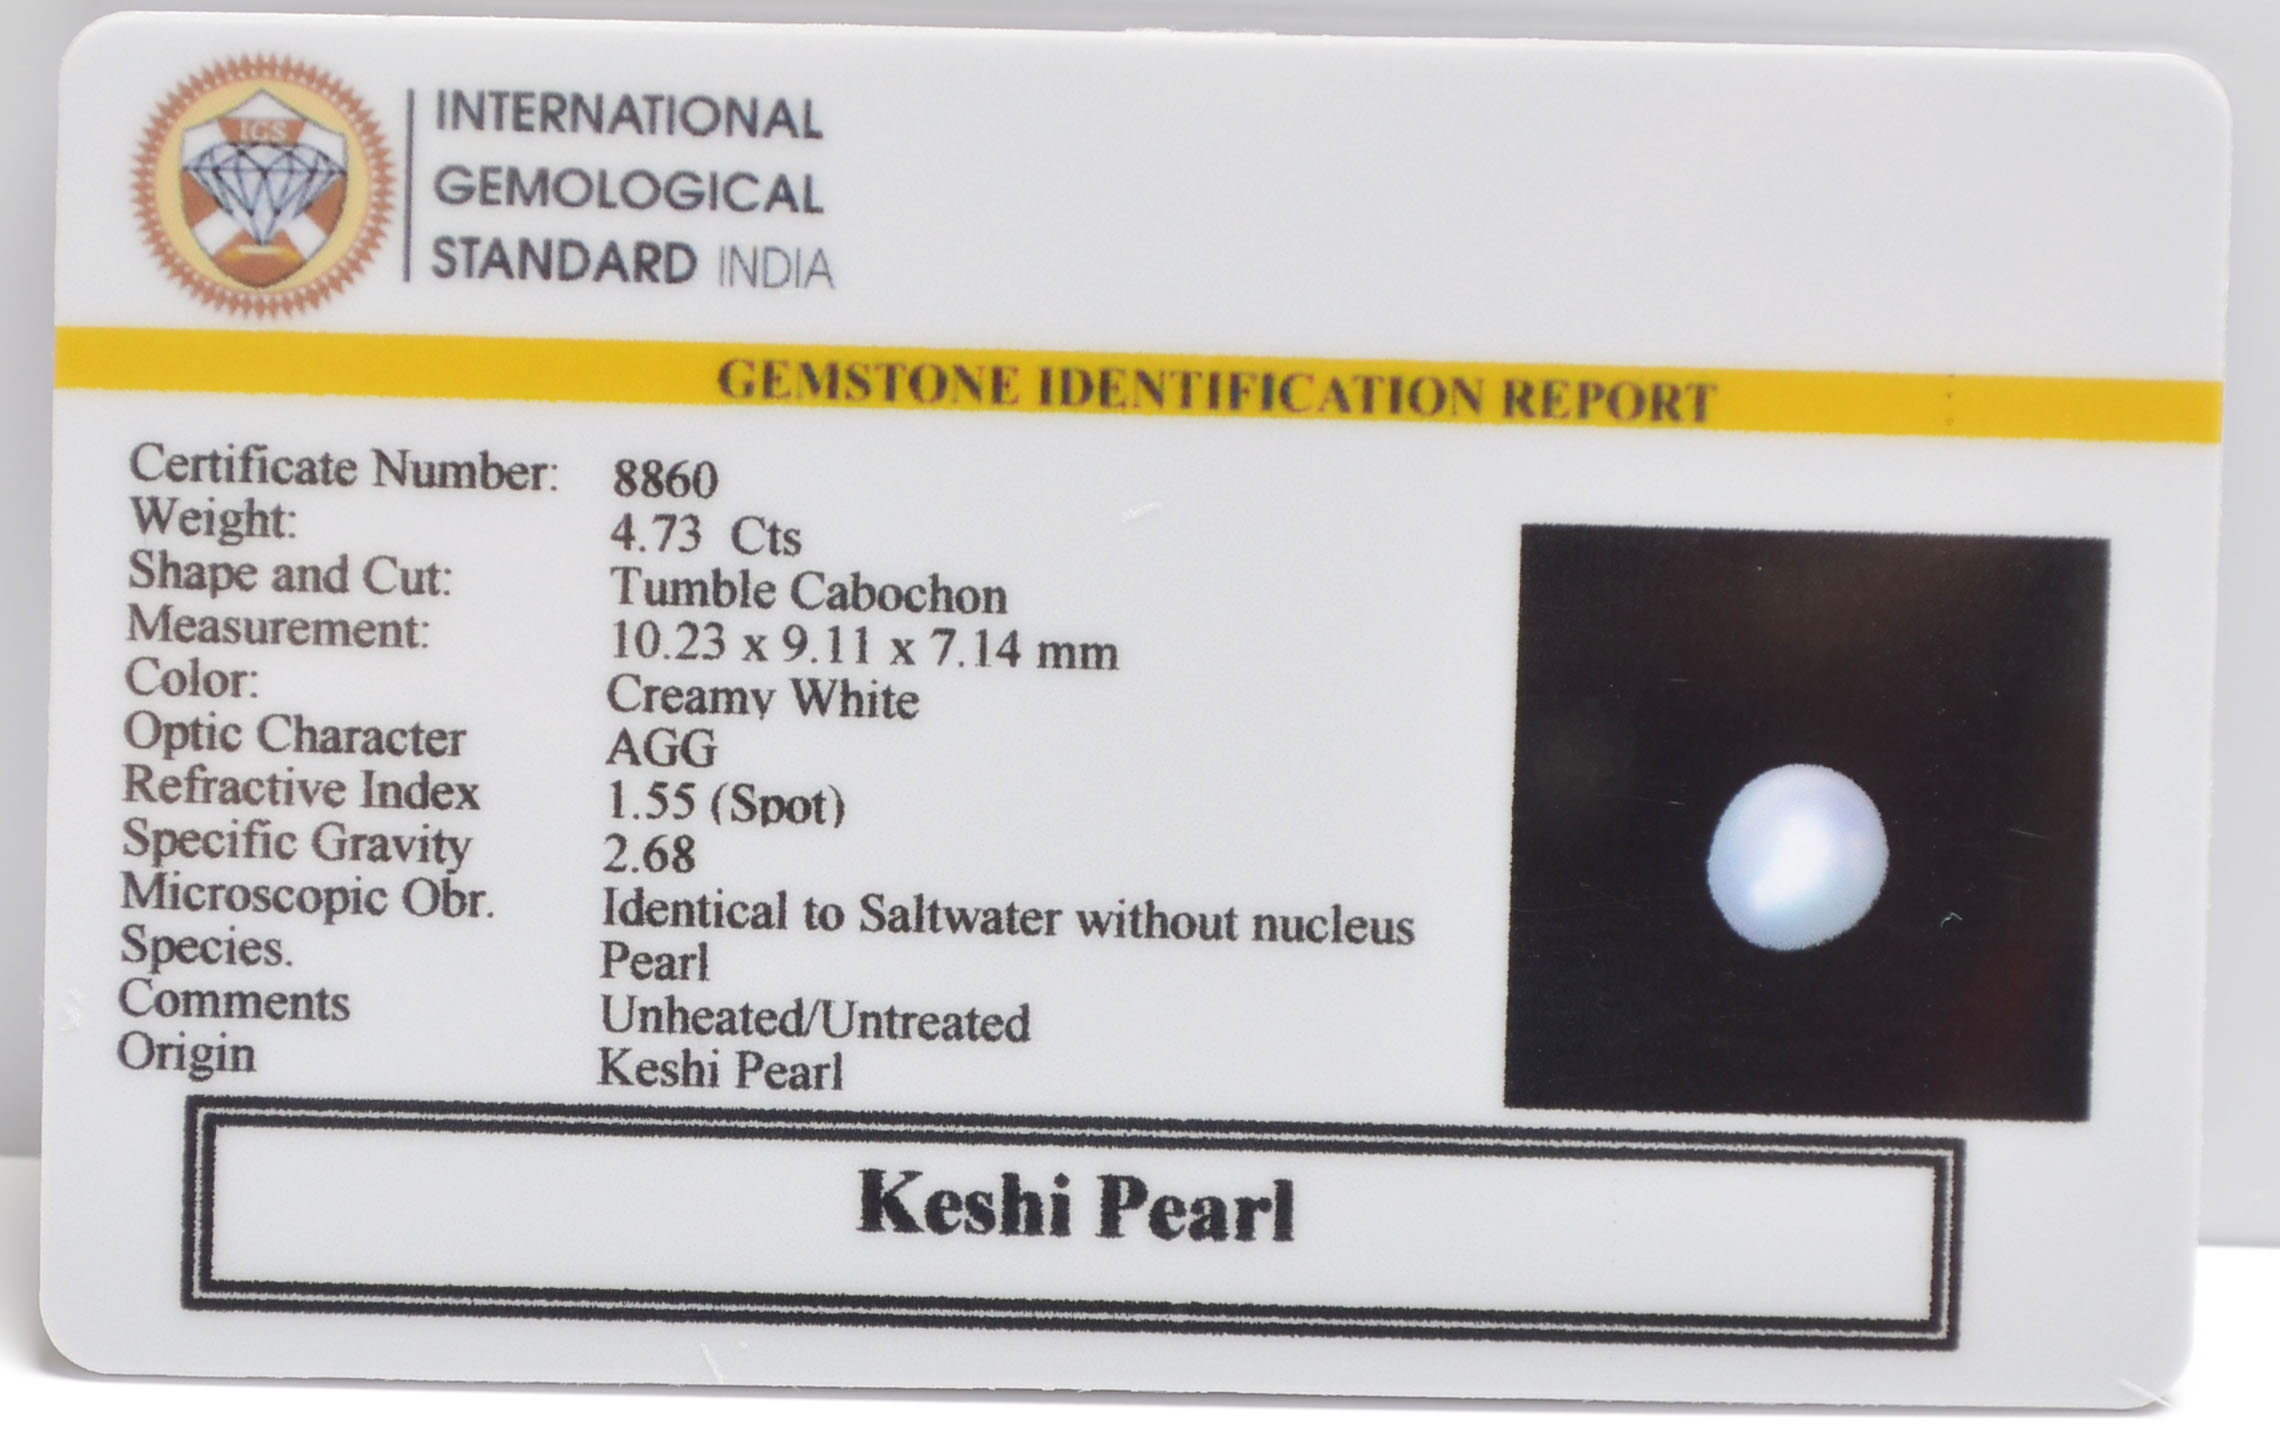 IGS
INTERNATIONAL
GEMOLOGICAL
STANDARD INDIA
GEMSTONE IDENTIFICATION REPORT
Certificate Number: 8860
Weight: 4.73 Cts
Shape and Cut: Tumble Cabochon
Measurement: 10.23 x 9.11 x 7.14 mm
Color: Creamy White
Optic Character AGG
Refractive Index 1.55 (Spot)
Specific Gravity 2.68
Microscopic Obr. Identical to Saltwater without nucleus
Species. Pearl
Comments Unheated/Untreated
Origin Keshi Pearl
Keshi Pearl